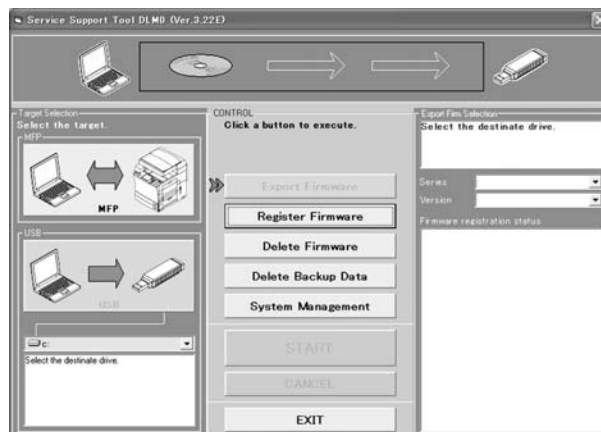 Service Support Tool DLM0 (Ver.3.22E)
Target Selection
Select the target.
MFP
MFP
USB
USB
c:
Select the destinate drive.
CONTROL
Click a button to execute.
Export Firmware
Register Firmware
Delete Firmware
Delete Backup Data
System Management
START
CANCEL
EXIT
Export Firm Selection
Select the destinate drive.
Series
Version
Firmware registration status